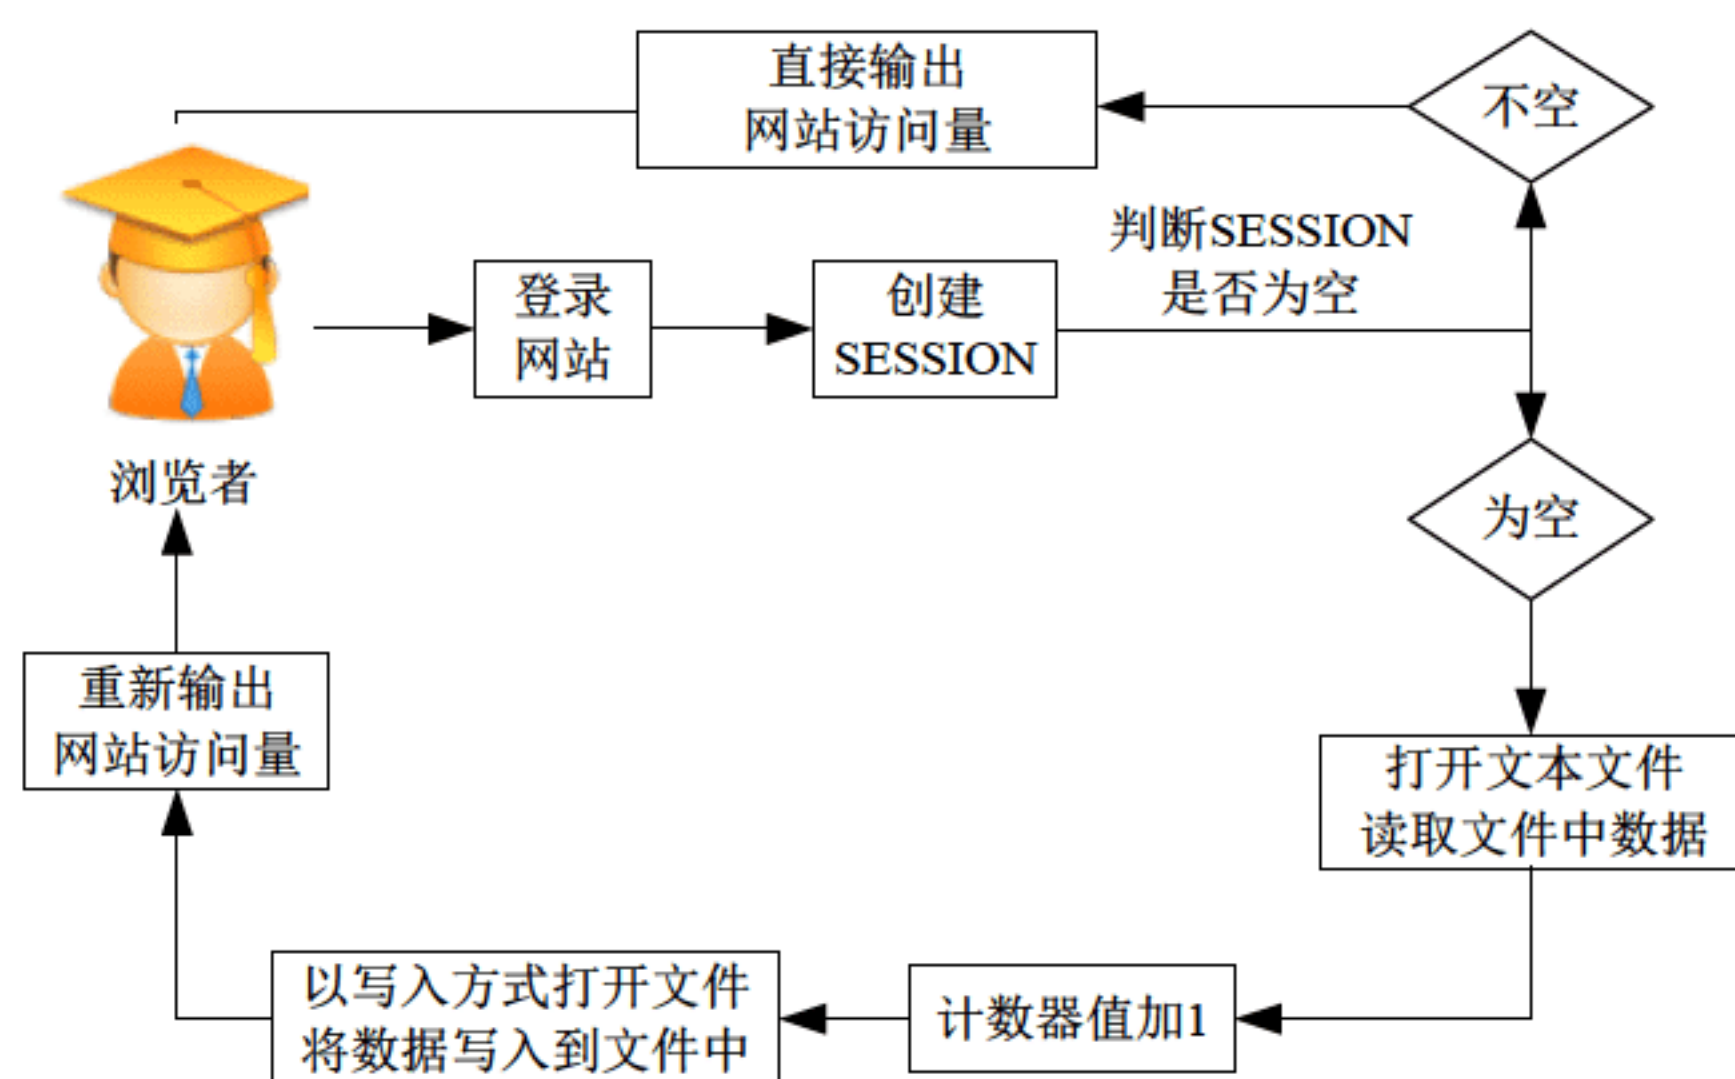 直接输出
网站访问量
不空
判断SESSION
是否为空
登录
网站
创建
SESSION
浏览者
为空
重新输出
网站访问量
打开文本文件
读取文件中数据
以写入方式打开文件
将数据写入到文件中
计数器值加1